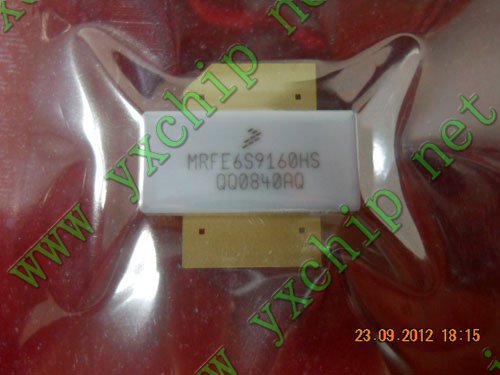 MRFE6S9160HS
QQ0840AQ
www yxchip net
www yxchip net
23.09.2012 18:15